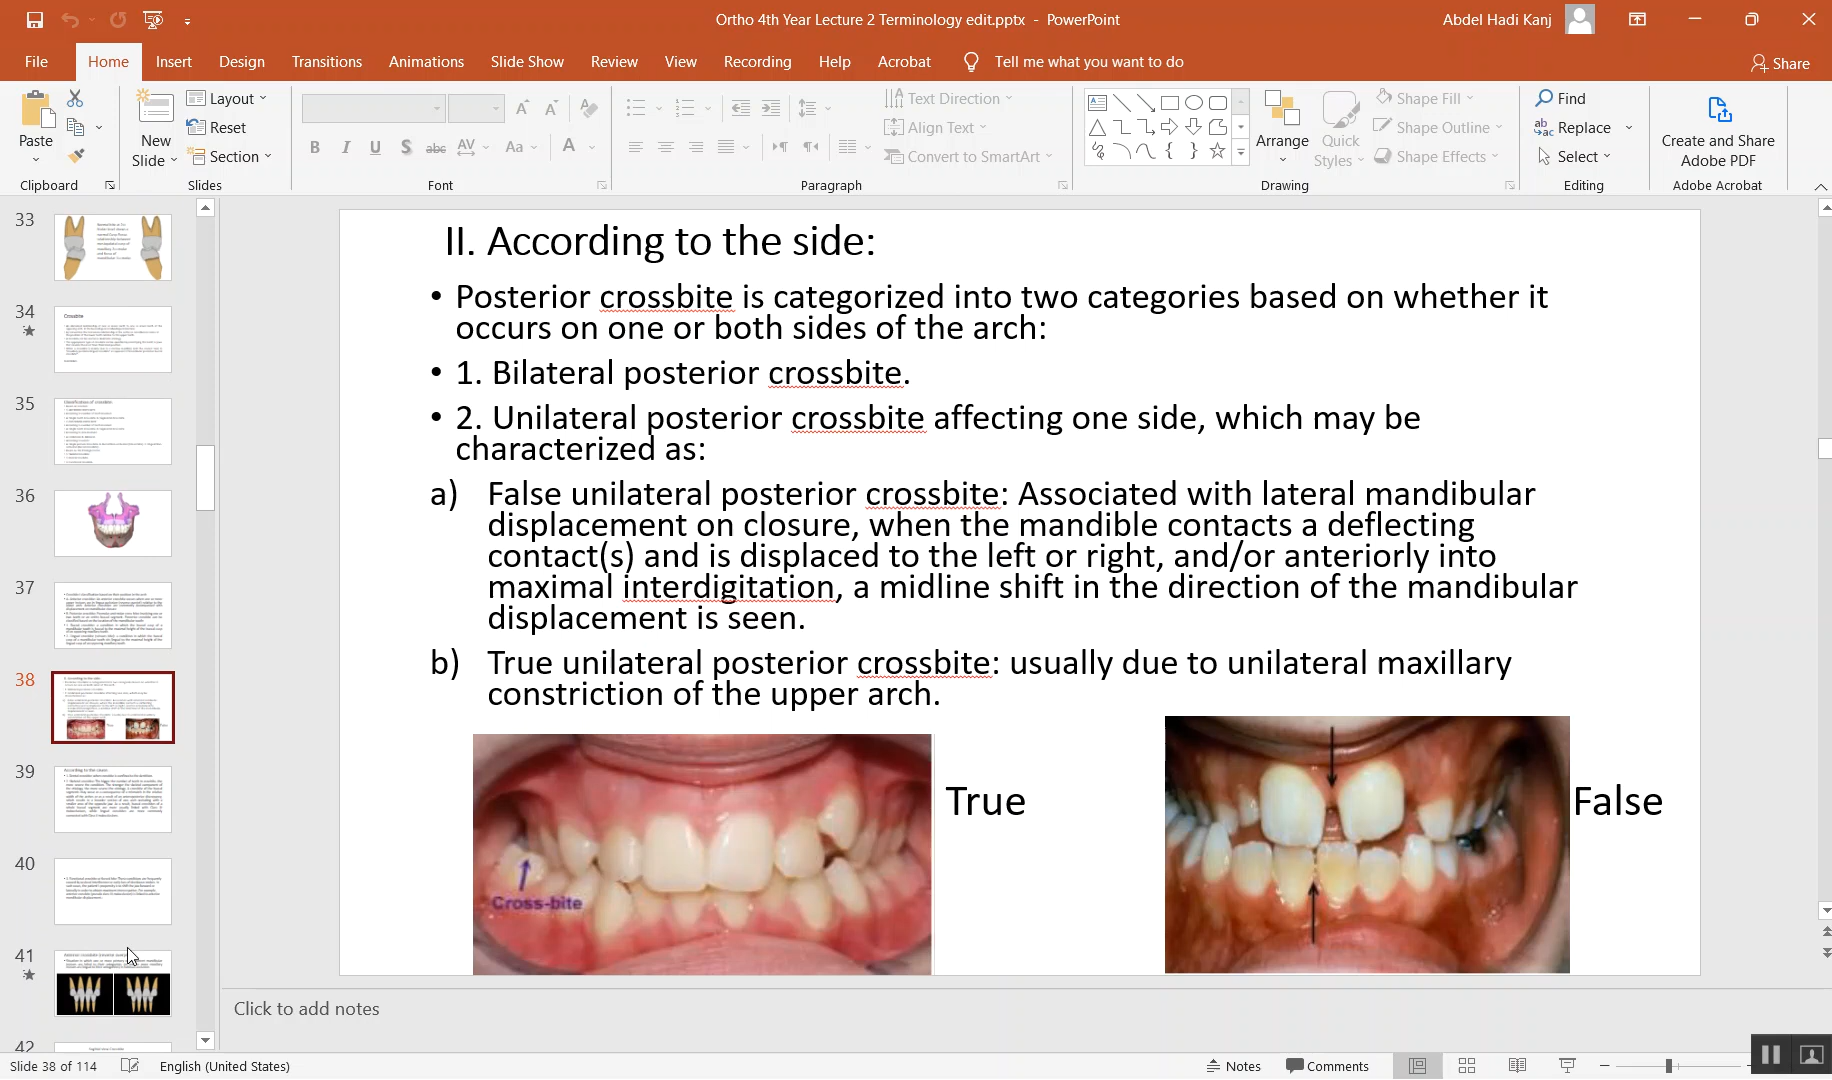 Ortho 4th Year Lecture 2 Terminology edit.pptx - PowerPoint
Abdel Hadi Kanj
File Home Insert Design Transitions Animations Slide Show Review View Recording Help Acrobat Tell me what you want to do Share
Paste
Clipboard
New Slide
Layout
Reset
Section
Slides
B I U S abc AV Aa A
Font
Paragraph
Text Direction
Align Text
Convert to SmartArt
Arrange
Quick Styles
Shape Fill
Shape Outline
Shape Effects
Drawing
Find
Replace
Select
Editing
Create and Share Adobe PDF
Adobe Acrobat
33
34
Crossbite
35
36
37
38
39
40
41
42
II. According to the side:
• Posterior crossbite is categorized into two categories based on whether it
occurs on one or both sides of the arch:
• 1. Bilateral posterior crossbite.
• 2. Unilateral posterior crossbite affecting one side, which may be
characterized as:
a) False unilateral posterior crossbite: Associated with lateral mandibular
displacement on closure, when the mandible contacts a deflecting
contact(s) and is displaced to the left or right, and/or anteriorly into
maximal interdigitation, a midline shift in the direction of the mandibular
displacement is seen.
b) True unilateral posterior crossbite: usually due to unilateral maxillary
constriction of the upper arch.
Cross-bite
True
False
Click to add notes
Slide 38 of 114
English (United States)
Notes
Comments